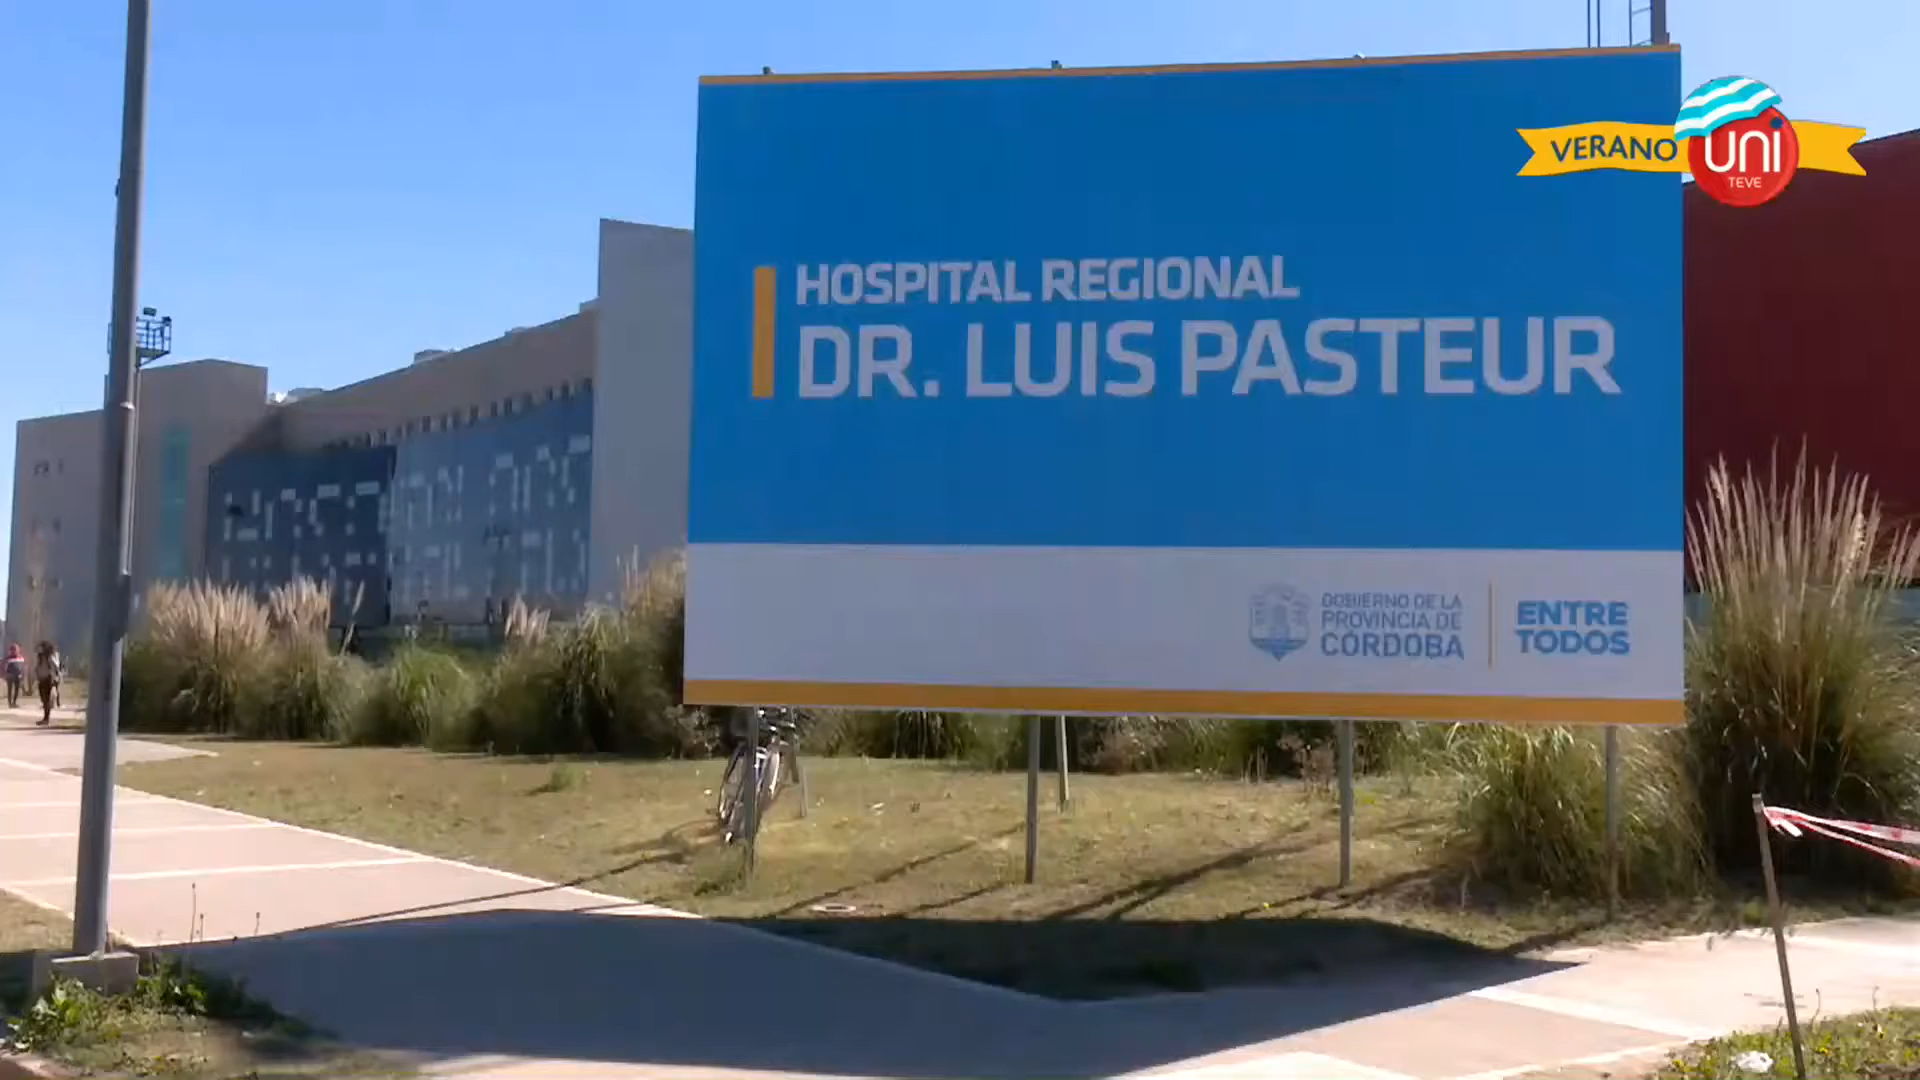 VERANO
uni
TEVE
HOSPITAL REGIONAL
DR. LUIS PASTEUR
GOBIERNO DE LA
PROVINCIA DE
CÓRDOBA
ENTRE
TODOS